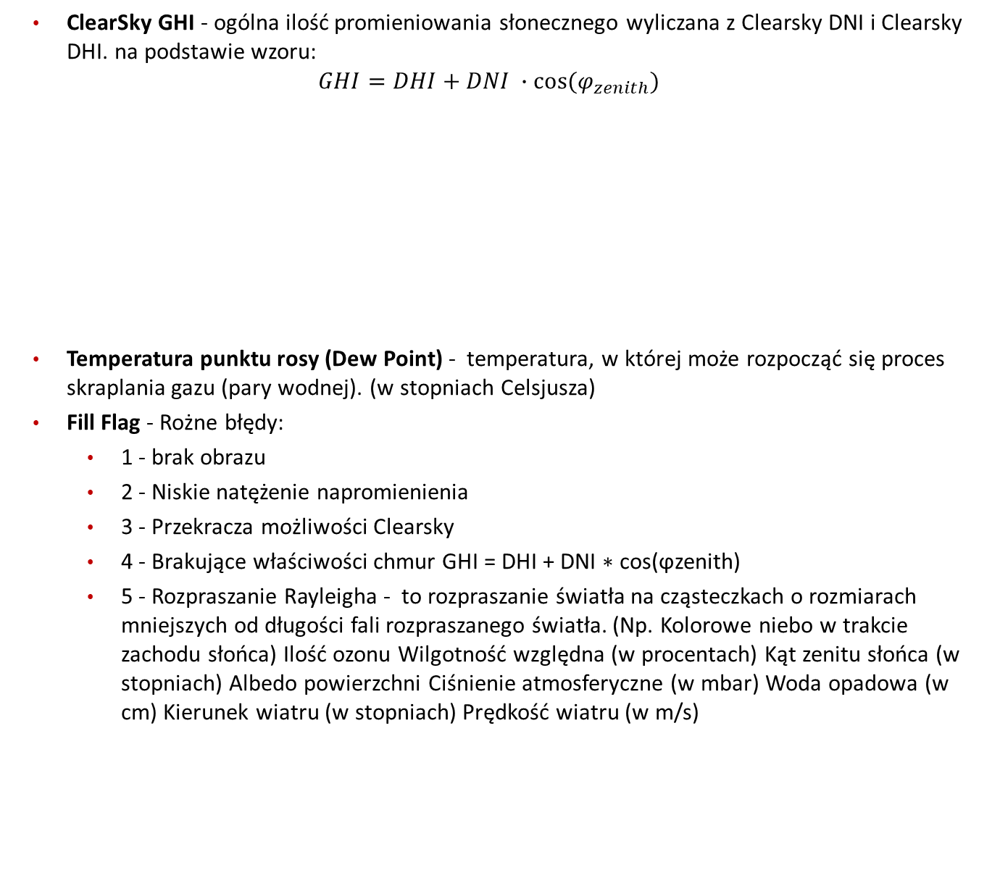 • ClearSky GHI - ogólna ilość promieniowania słonecznego wyliczana z Clearsky DNI i Clearsky
DHI. na podstawie wzoru:
GHI = DHI + DNI · cos(φ_zenith)
• Temperatura punktu rosy (Dew Point) - temperatura, w której może rozpocząć się proces
skraplania gazu (pary wodnej). (w stopniach Celsjusza)
• Fill Flag - Rożne błędy:
• 1 - brak obrazu
• 2 - Niskie natężenie napromienienia
• 3 - Przekracza możliwości Clearsky
• 4 - Brakujące właściwości chmur GHI = DHI + DNI ∗ cos(φzenith)
• 5 - Rozpraszanie Rayleigha - to rozpraszanie światła na cząsteczkach o rozmiarach
mniejszych od długości fali rozpraszanego światła. (Np. Kolorowe niebo w trakcie
zachodu słońca) Ilość ozonu Wilgotność względna (w procentach) Kąt zenitu słońca (w
stopniach) Albedo powierzchni Ciśnienie atmosferyczne (w mbar) Woda opadowa (w
cm) Kierunek wiatru (w stopniach) Prędkość wiatru (w m/s)